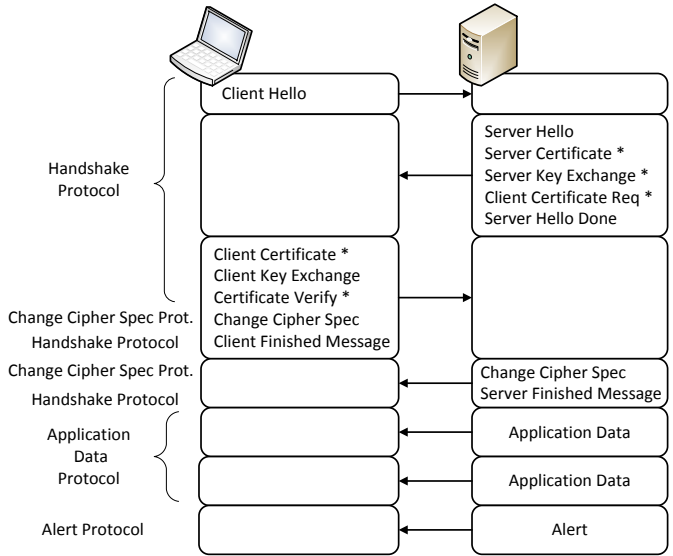 Client Hello
Server Hello
Server Certificate *
Server Key Exchange *
Client Certificate Req *
Server Hello Done
Handshake
Protocol
Client Certificate *
Client Key Exchange
Certificate Verify *
Change Cipher Spec Prot.
Change Cipher Spec
Handshake Protocol
Client Finished Message
Change Cipher Spec Prot.
Handshake Protocol
Change Cipher Spec
Server Finished Message
Application
Data
Protocol
Application Data
Application Data
Alert Protocol
Alert